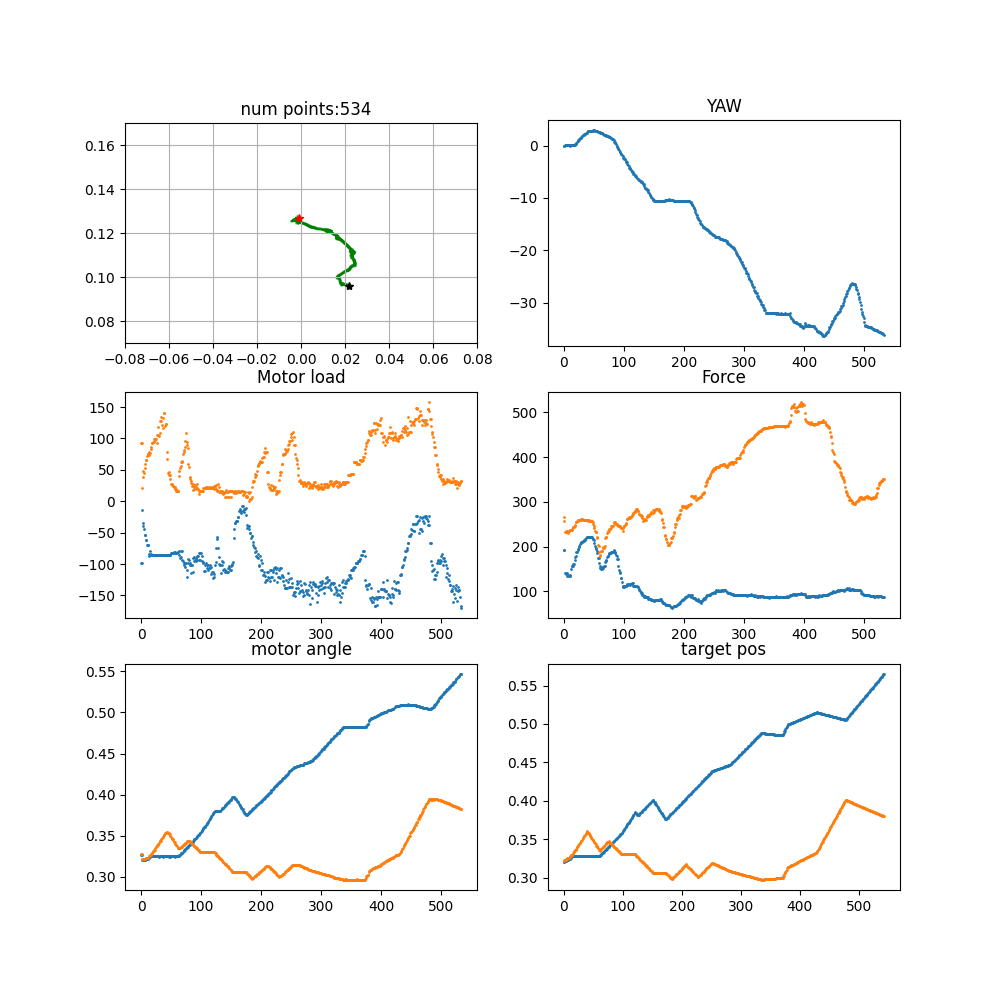 num points:534
0.16
0.14
0.12
0.10
0.08
−0.08 −0.06 −0.04 −0.02 0.00 0.02 0.04 0.06 0.08
YAW
0
−10
−20
−30
0 100 200 300 400 500
Motor load
150
100
50
0
−50
−100
−150
0 100 200 300 400 500
Force
500
400
300
200
100
0 100 200 300 400 500
motor angle
0.55
0.50
0.45
0.40
0.35
0.30
0 100 200 300 400 500
target pos
0.55
0.50
0.45
0.40
0.35
0.30
0 100 200 300 400 500